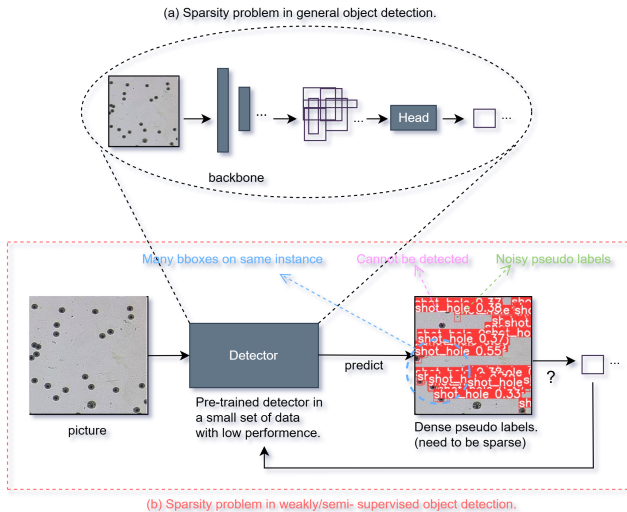 (a) Sparsity problem in general object detection.
...
...
Head
...
backbone
Many bboxes on same instance
Cannot be detected
Noisy pseudo labels
shot_hole 0.37
shot_hole 0.38
shot_hole 0.37
shot_hole 0.55
shot_hole
shot_hole 0.33
Detector
predict
?
...
Pre-trained detector in
a small set of data
with low performence.
picture
Dense pseudo labels.
(need to be sparse)
(b) Sparsity problem in weakly/semi- supervised object detection.